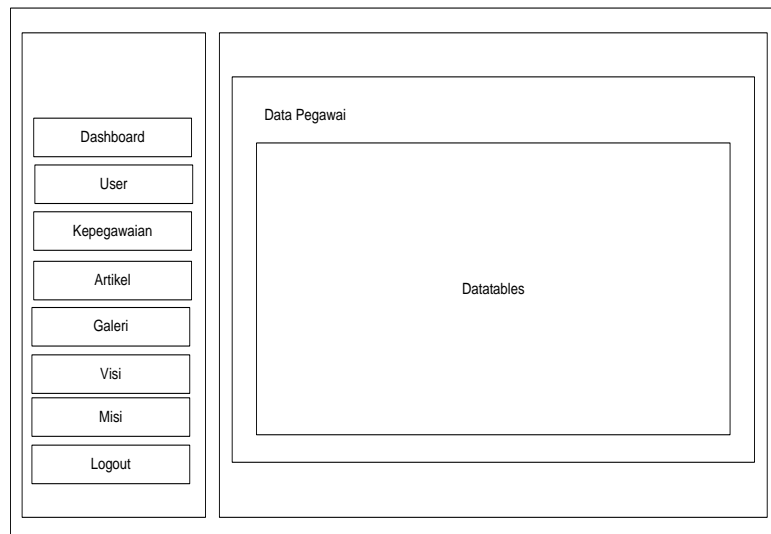 Dashboard
User
Kepegawaian
Artikel
Galeri
Visi
Misi
Logout
Data Pegawai
Datatables